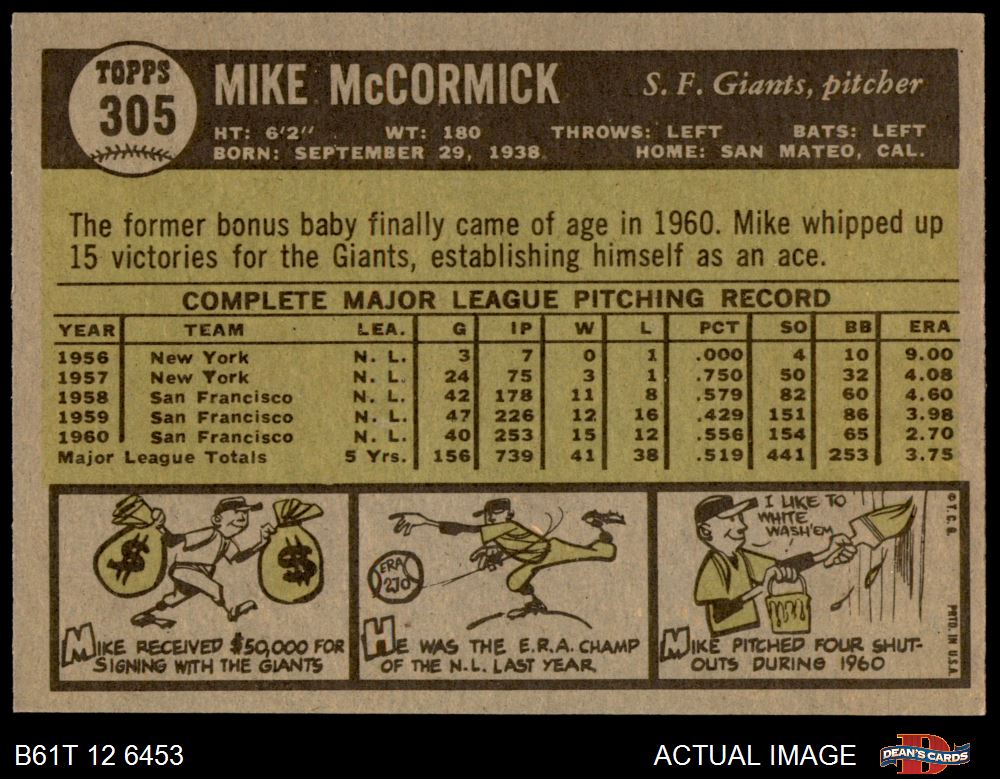 TOPPS
305
MIKE McCORMICK
S. F. Giants, pitcher
HT: 6'2" WT: 180 THROWS: LEFT BATS: LEFT
BORN: SEPTEMBER 29, 1938 HOME: SAN MATEO, CAL.
The former bonus baby finally came of age in 1960. Mike whipped up
15 victories for the Giants, establishing himself as an ace.
COMPLETE MAJOR LEAGUE PITCHING RECORD
YEAR TEAM LEA. G IP W L PCT SO BB ERA
1956 New York N. L. 3 7 0 1 .000 4 10 9.00
1957 New York N. L. 24 75 3 1 .750 50 32 4.08
1958 San Francisco N. L. 42 178 11 8 .579 82 60 4.60
1959 San Francisco N. L. 47 226 12 16 .429 151 86 3.98
1960 San Francisco N. L. 40 253 15 12 .556 154 65 2.70
Major League Totals 5 Yrs. 156 739 41 38 .519 441 253 3.75
$ $
MIKE RECEIVED $50,000 FOR
SIGNING WITH THE GIANTS
ERA
2.70
HE WAS THE E.R.A. CHAMP
OF THE N.L. LAST YEAR.
I LIKE TO
WHITE
WASH 'EM
MIKE PITCHED FOUR SHUT-
OUTS DURING 1960
© T. C. G.
PRTD. IN U.S.A.
B61T 12 6453
ACTUAL IMAGE
DEAN'S CARDS